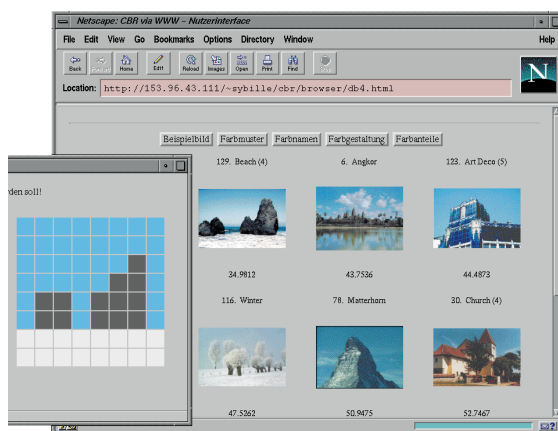 Netscape: CBR via WWW – Nutzerinterface
File Edit View Go Bookmarks Options Directory Window Help
Back Home Edit Reload Images Open Print Find
N
Location: http://153.96.43.111/~sybille/cbr/browser/db4.html
Beispielbild Farbmuster Farbnamen Farbgestaltung Farbanteile
129. Beach (4) 6. Angkor 123. Art Deco (5)
rden soll!
34.9812 43.7536 44.4873
116. Winter 78. Matterhorn 30. Church (4)
47.5262 50.9475 52.7467